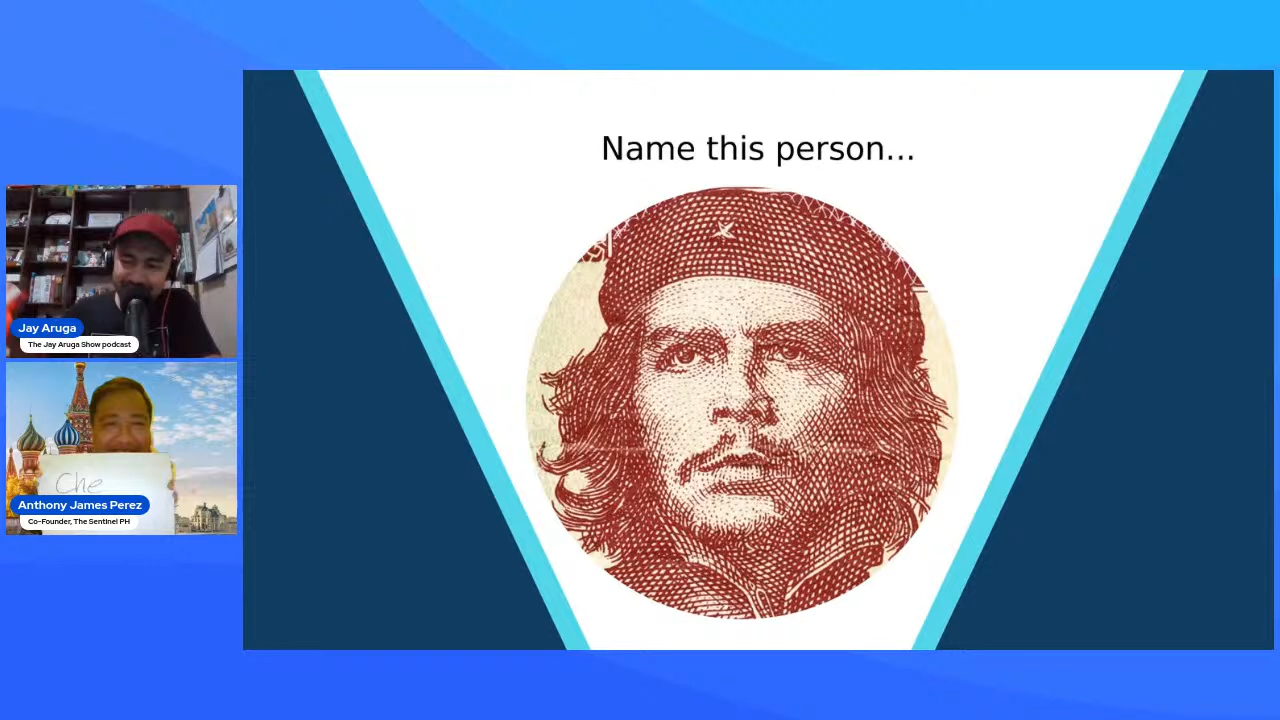 Name this person...
Jay Aruga
The Jay Aruga Show podcast
Che
Anthony James Perez
Co-Founder, The Sentinel PH